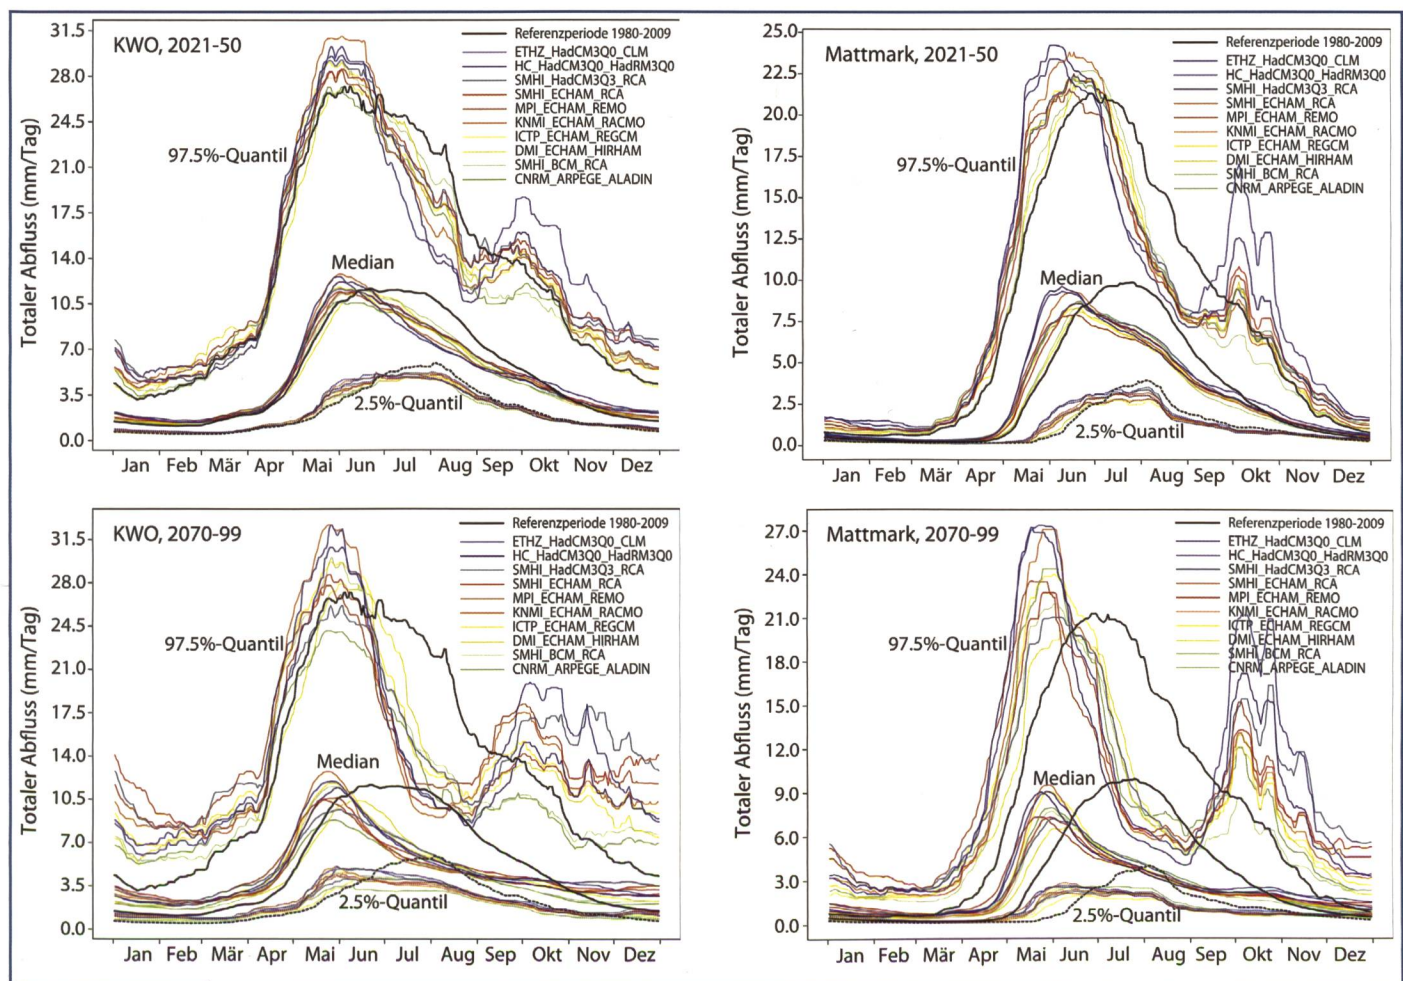 KWO, 2021-50
Totaler Abfluss (mm/Tag)
31.5
28.0
24.5
21.0
17.5
14.0
10.5
7.0
3.5
0.0
Referenzperiode 1980-2009
ETHZ_HadCM3Q0_CLM
HC_HadCM3Q0_HadRM3Q0
SMHI_HadCM3Q3_RCA
SMHI_ECHAM_RCA
MPI_ECHAM_REMO
KNMI_ECHAM_RACMO
ICTP_ECHAM_REGCM
DMI_ECHAM_HIRHAM
SMHI_BCM_RCA
CNRM_ARPEGE_ALADIN
97.5%-Quantil
Median
2.5%-Quantil
Jan Feb Mär Apr Mai Jun Jul Aug Sep Okt Nov Dez
Mattmark, 2021-50
Totaler Abfluss (mm/Tag)
25.0
22.5
20.0
17.5
15.0
12.5
10.0
7.5
5.0
2.5
0.0
Referenzperiode 1980-2009
ETHZ_HadCM3Q0_CLM
HC_HadCM3Q0_HadRM3Q0
SMHI_HadCM3Q3_RCA
SMHI_ECHAM_RCA
MPI_ECHAM_REMO
KNMI_ECHAM_RACMO
ICTP_ECHAM_REGCM
DMI_ECHAM_HIRHAM
SMHI_BCM_RCA
CNRM_ARPEGE_ALADIN
97.5%-Quantil
Median
2.5%-Quantil
Jan Feb Mär Apr Mai Jun Jul Aug Sep Okt Nov Dez
KWO, 2070-99
Totaler Abfluss (mm/Tag)
31.5
28.0
24.5
21.0
17.5
14.0
10.5
7.0
3.5
0.0
Referenzperiode 1980-2009
ETHZ_HadCM3Q0_CLM
HC_HadCM3Q0_HadRM3Q0
SMHI_HadCM3Q3_RCA
SMHI_ECHAM_RCA
MPI_ECHAM_REMO
KNMI_ECHAM_RACMO
ICTP_ECHAM_REGCM
DMI_ECHAM_HIRHAM
SMHI_BCM_RCA
CNRM_ARPEGE_ALADIN
97.5%-Quantil
Median
2.5%-Quantil
Jan Feb Mär Apr Mai Jun Jul Aug Sep Okt Nov Dez
Mattmark, 2070-99
Totaler Abfluss (mm/Tag)
27.0
24.0
21.0
18.0
15.0
12.0
9.0
6.0
3.0
0.0
Referenzperiode 1980-2009
ETHZ_HadCM3Q0_CLM
HC_HadCM3Q0_HadRM3Q0
SMHI_HadCM3Q3_RCA
SMHI_ECHAM_RCA
MPI_ECHAM_REMO
KNMI_ECHAM_RACMO
ICTP_ECHAM_REGCM
DMI_ECHAM_HIRHAM
SMHI_BCM_RCA
CNRM_ARPEGE_ALADIN
97.5%-Quantil
Median
2.5%-Quantil
Jan Feb Mär Apr Mai Jun Jul Aug Sep Okt Nov Dez